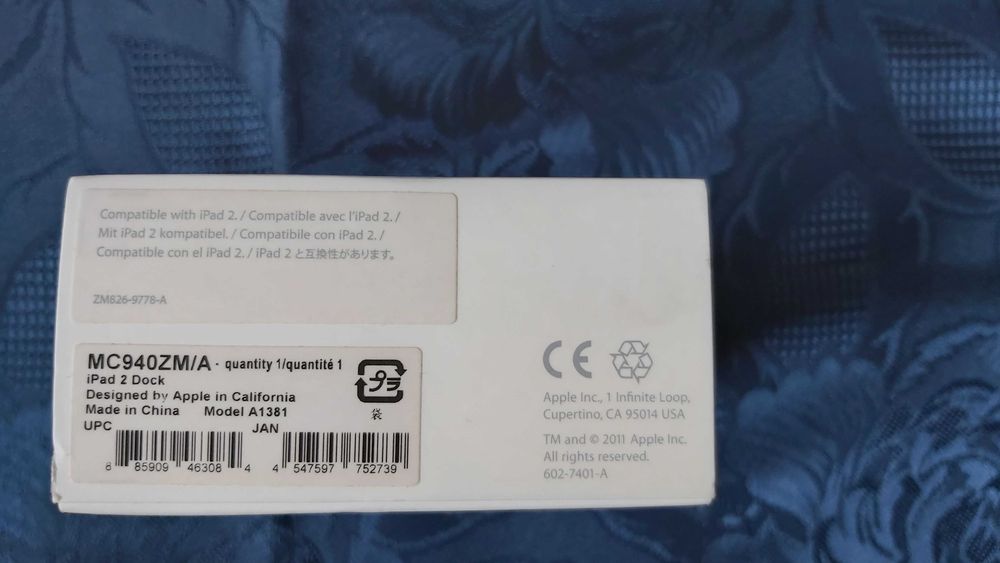 Compatible with iPad 2. / Compatible avec l'iPad 2. /
Mit iPad 2 kompatibel. / Compatibile con iPad 2. /
Compatible con el iPad 2. / iPad 2 と互換性があります。
ZM826-9778-A
MC940ZM/A · quantity 1/quantité 1
iPad 2 Dock
Designed by Apple in California
Made in China Model A1381
プラ
袋
UPC JAN
6 85909 46308 4 4 547597 752739
CE
Apple Inc., 1 Infinite Loop,
Cupertino, CA 95014 USA
TM and © 2011 Apple Inc.
All rights reserved.
602-7401-A